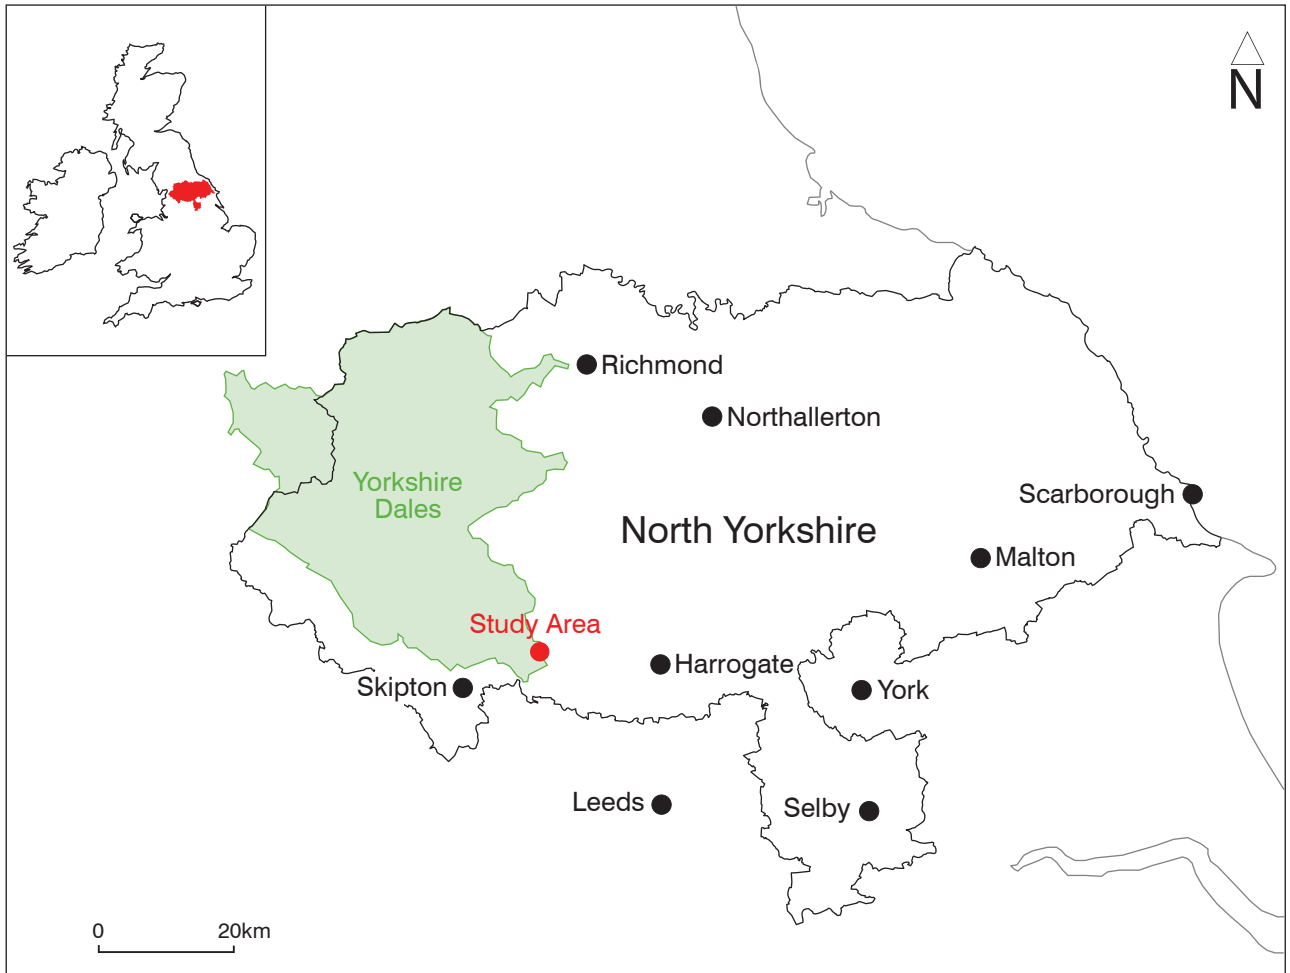 N
Richmond
Northallerton
Yorkshire
Dales
Scarborough
North Yorkshire
Malton
Study Area
Harrogate
Skipton
York
Leeds
Selby
0
20km